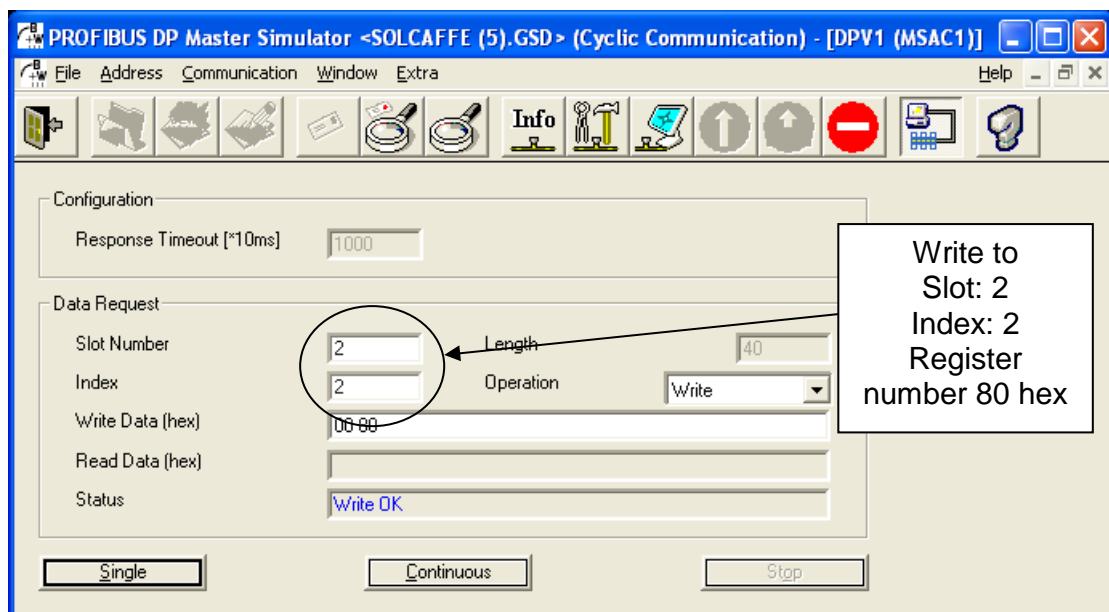 PROFIBUS DP Master Simulator <SOLCAFFE (5).GSD> (Cyclic Communication) - [DPV1 (MSAC1)]
File Address Communication Window Extra Help
Info
Configuration
Response Timeout [*10ms] 1000
Data Request
Slot Number 2 Length 40
Index 2 Operation Write
Write Data (hex) 00 80
Read Data (hex)
Status Write OK
Single Continuous Stop
Write to
Slot: 2
Index: 2
Register
number 80 hex